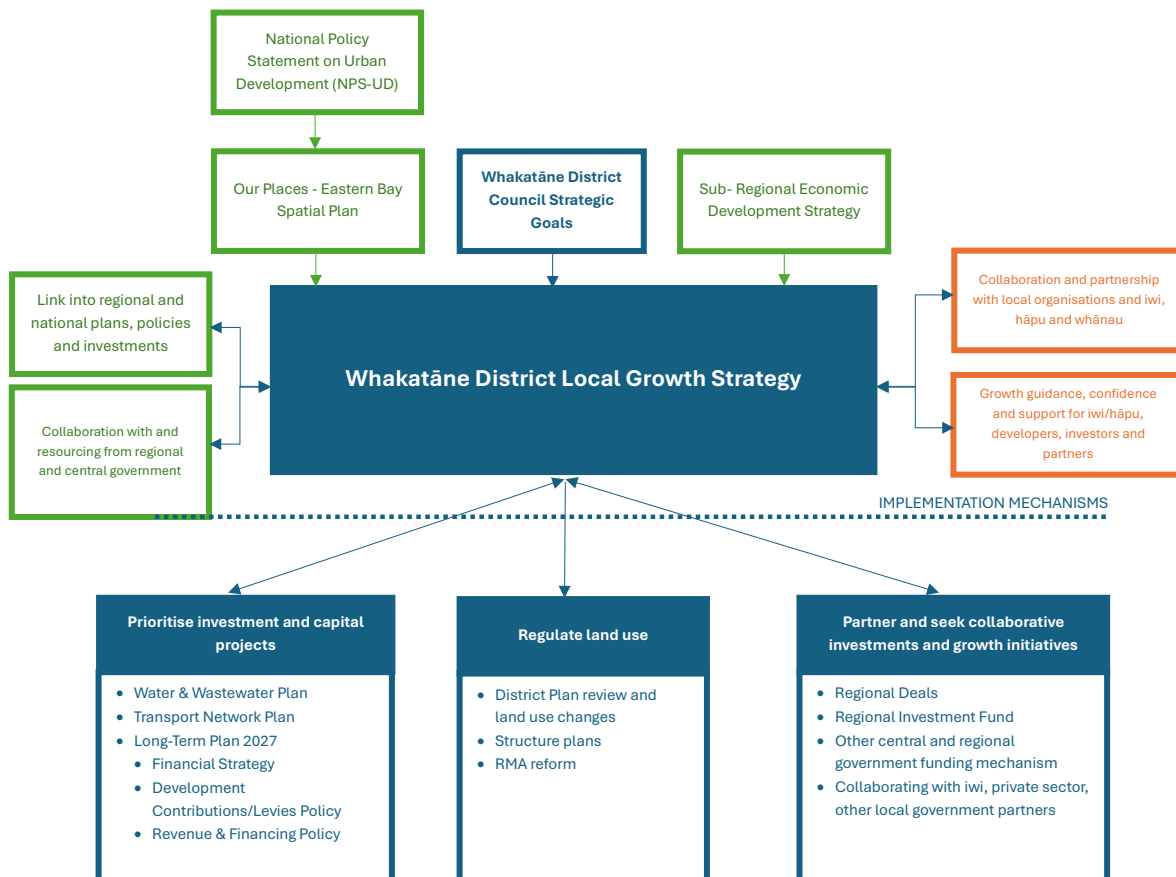 National Policy
Statement on Urban
Development (NPS-UD)
Our Places - Eastern Bay
Spatial Plan
Whakatāne District
Council Strategic
Goals
Sub- Regional Economic
Development Strategy
Link into regional and
national plans, policies
and investments
Collaboration with and
resourcing from regional
and central government
Whakatāne District Local Growth Strategy
Collaboration and partnership
with local organisations and iwi,
hāpu and whānau
Growth guidance, confidence
and support for iwi/hāpu,
developers, investors and
partners
IMPLEMENTATION MECHANISMS
Prioritise investment and capital
projects
• Water & Wastewater Plan
• Transport Network Plan
• Long-Term Plan 2027
• Financial Strategy
• Development
Contributions/Levies Policy
• Revenue & Financing Policy
Regulate land use
• District Plan review and
land use changes
• Structure plans
• RMA reform
Partner and seek collaborative
investments and growth initiatives
• Regional Deals
• Regional Investment Fund
• Other central and regional
government funding mechanism
• Collaborating with iwi, private sector,
other local government partners